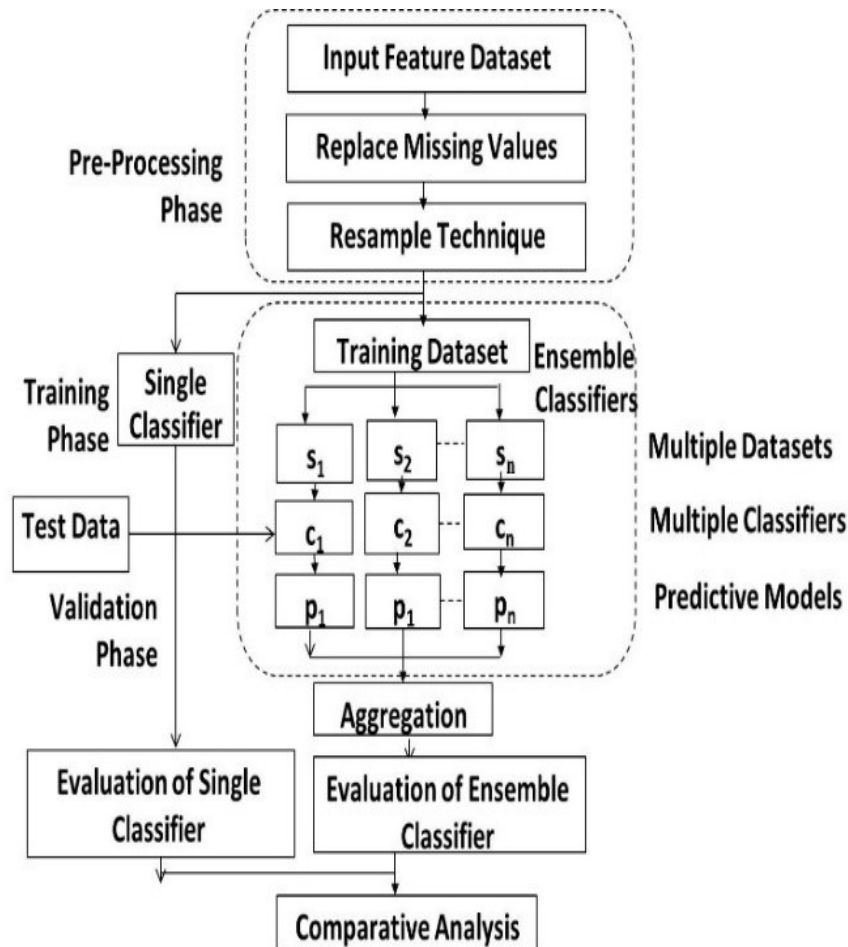 Input Feature Dataset
Replace Missing Values
Pre-Processing
Phase
Resample Technique
Training Dataset
Ensemble
Classifiers
Training
Phase
Single
Classifier
s1
s2
sn
Multiple Datasets
Test Data
c1
c2
cn
Multiple Classifiers
Validation
Phase
p1
p1
pn
Predictive Models
Aggregation
Evaluation of Single
Classifier
Evaluation of Ensemble
Classifier
Comparative Analysis